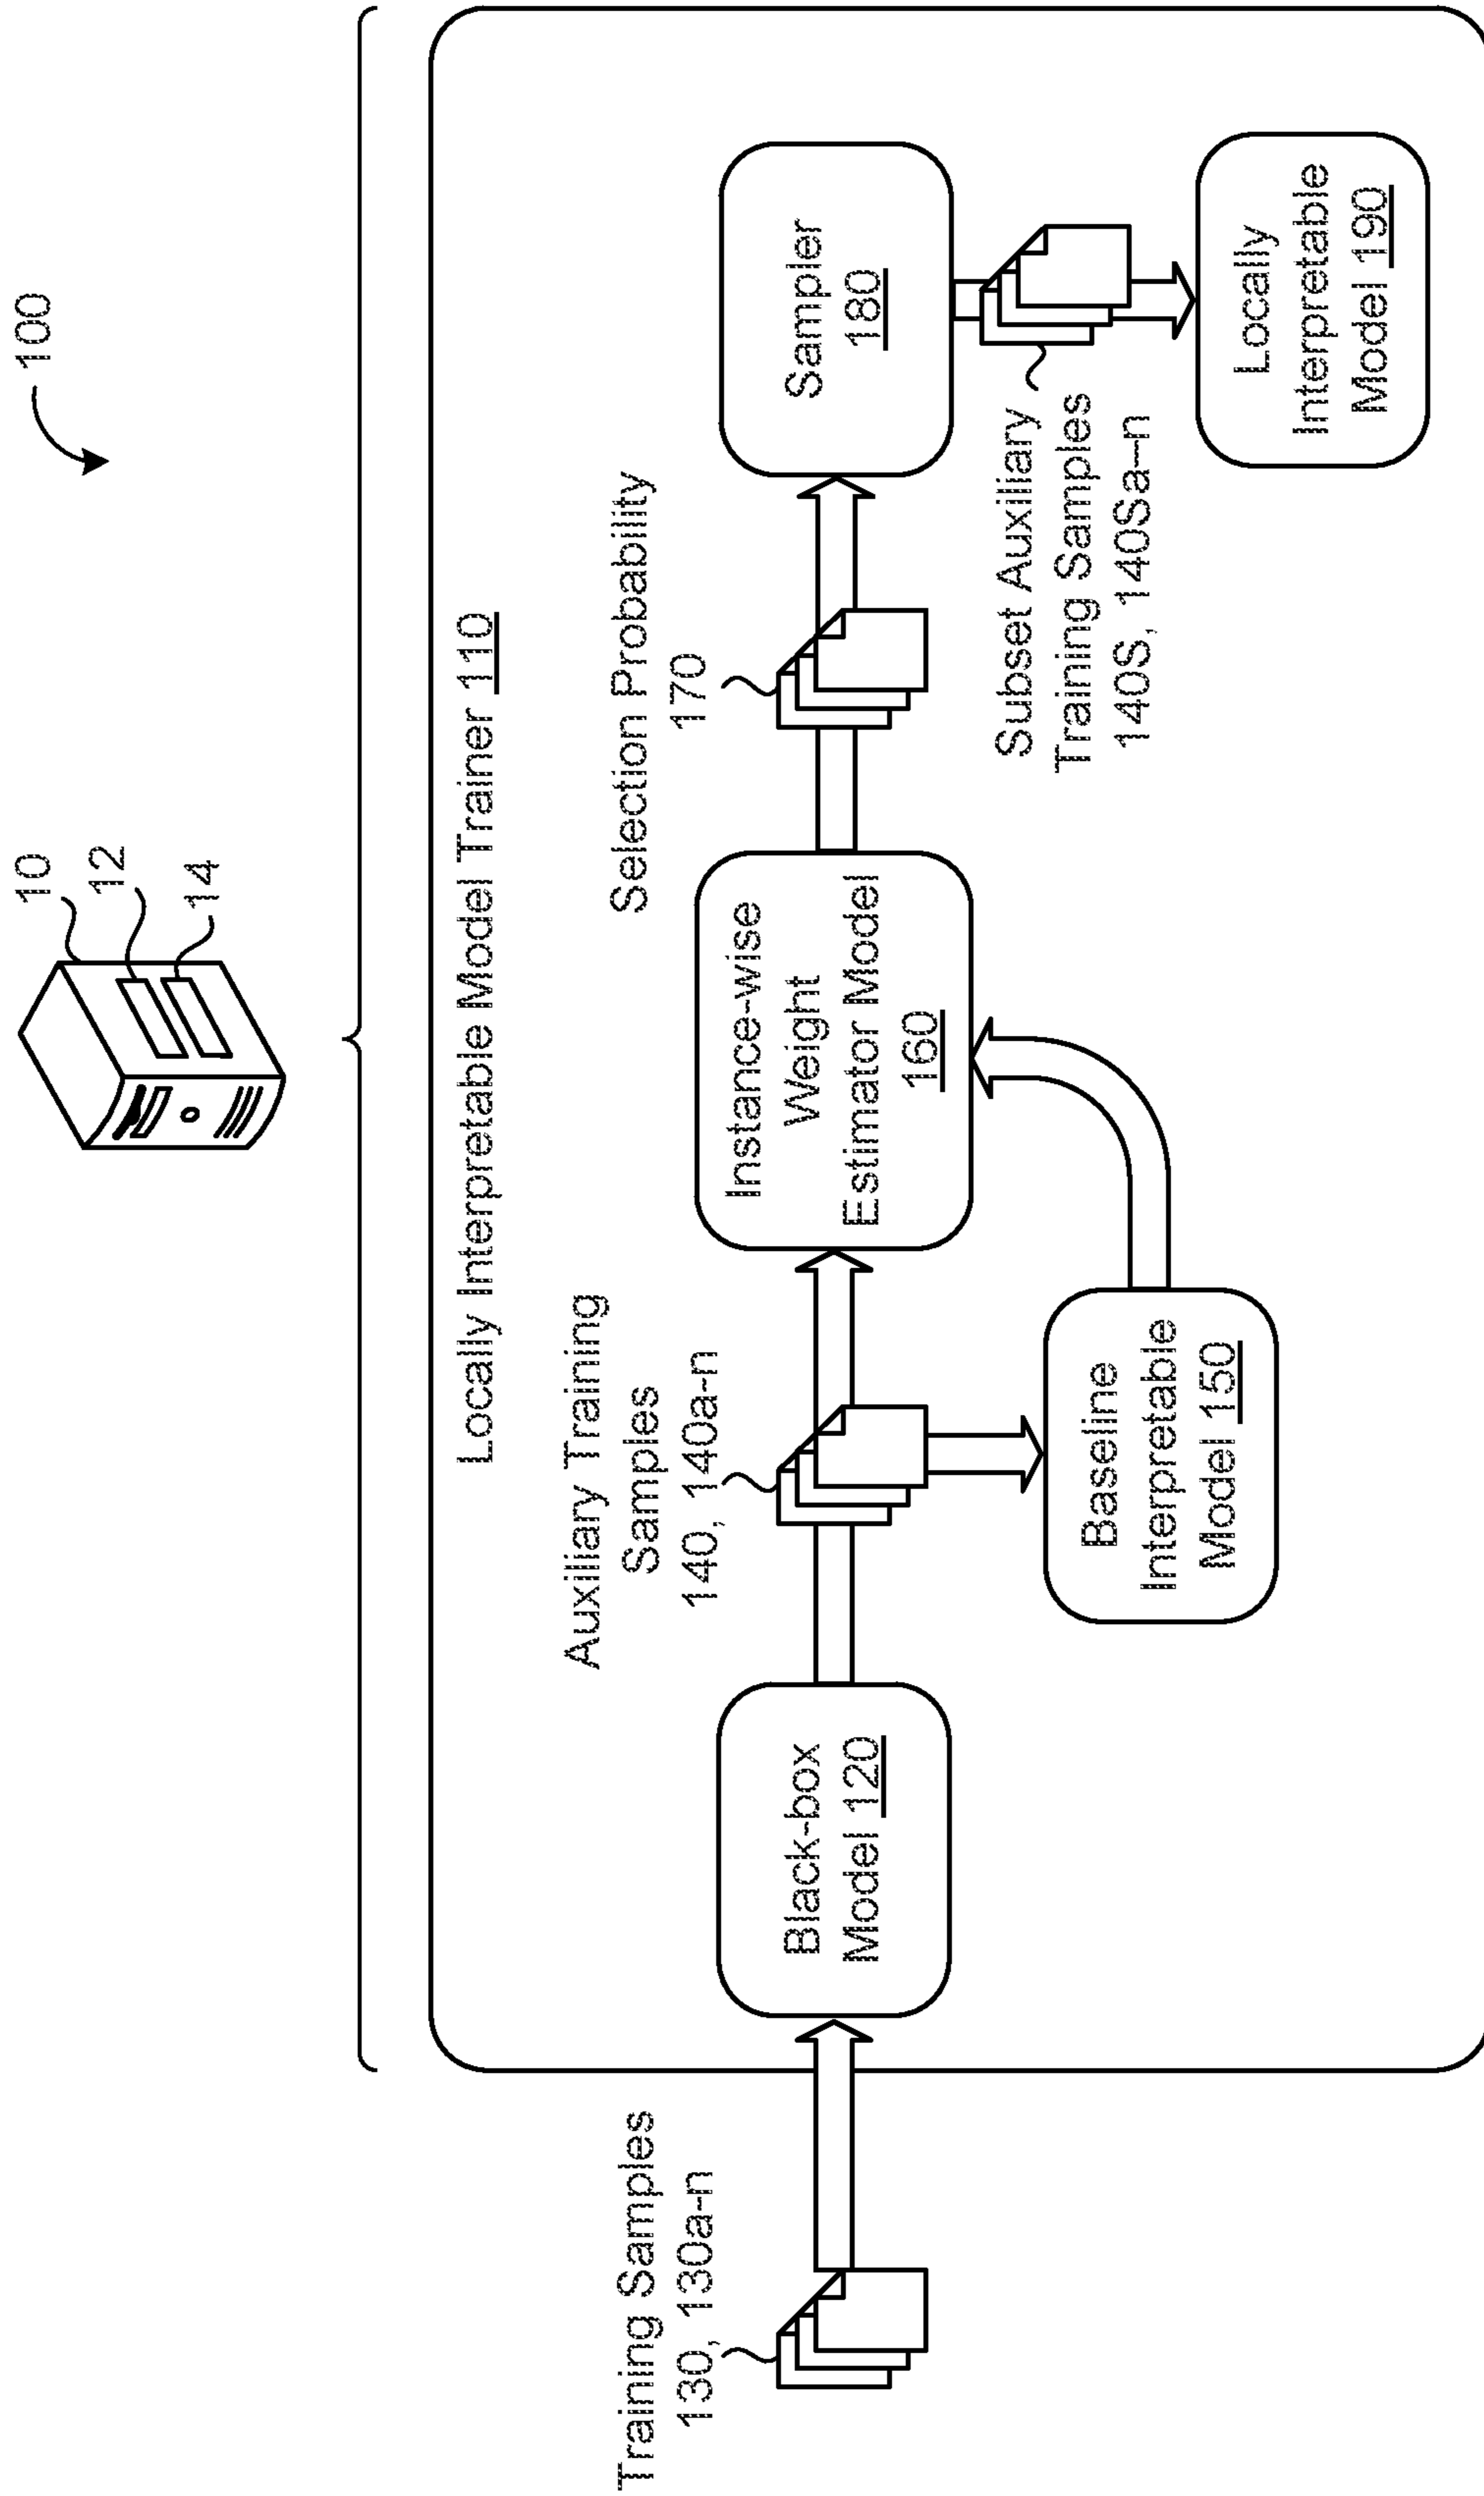 100
10
12
14
Locally Interpretable Model Trainer 110
Training Samples
130, 130a-n
Black-box
Model 120
Auxiliary Training
Samples
140, 140a-n
Baseline
Interpretable
Model 150
Instance-wise
Weight
Estimator Model
160
Selection Probability
170
Sampler
180
Subset Auxiliary
Training Samples
140S, 140Sa–n
Locally
Interpretable
Model 190